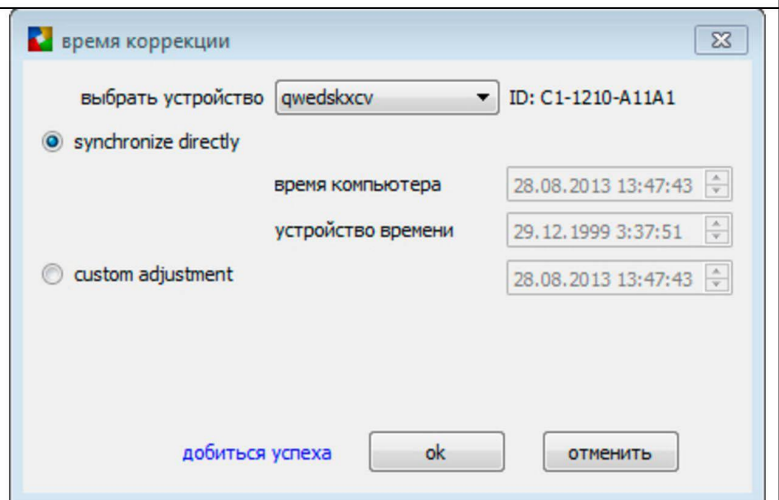 время коррекции
выбрать устройство qwedskxcv ID: C1-1210-A11A1
synchronize directly
время компьютера 28.08.2013 13:47:43
устройство времени 29.12.1999 3:37:51
custom adjustment 28.08.2013 13:47:43
добиться успеха ok отменить